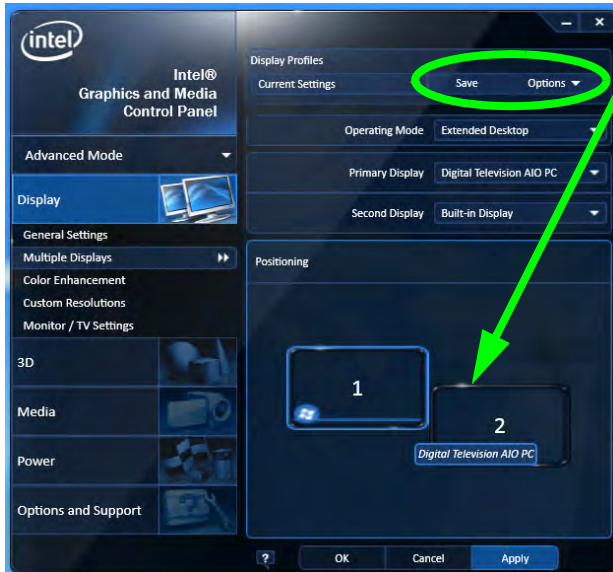 intel
Intel®
Graphics and Media
Control Panel
Advanced Mode
Display
General Settings
Multiple Displays
Color Enhancement
Custom Resolutions
Monitor / TV Settings
3D
Media
Power
Options and Support
Display Profiles
Current Settings Save Options
Operating Mode Extended Desktop
Primary Display Digital Television AIO PC
Second Display Built-in Display
Positioning
1
2
Digital Television AIO PC
? OK Cancel Apply